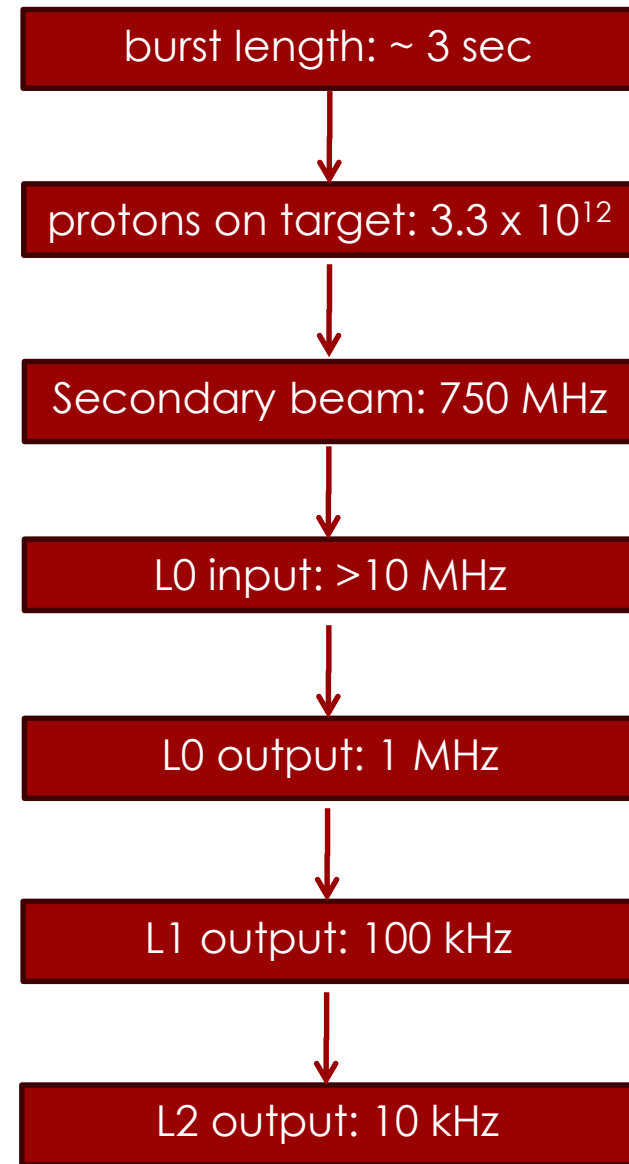 burst length: ~ 3 sec
protons on target: 3.3 x 10¹²
Secondary beam: 750 MHz
L0 input: >10 MHz
L0 output: 1 MHz
L1 output: 100 kHz
L2 output: 10 kHz